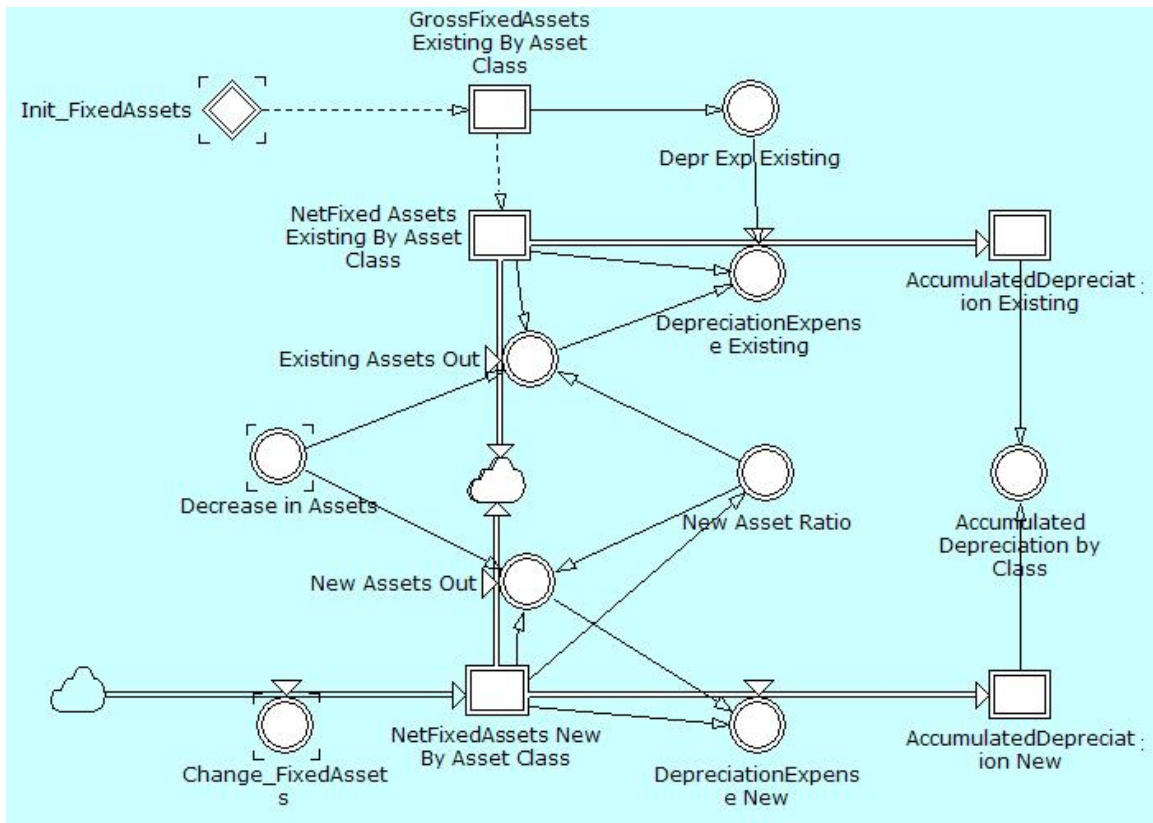 GrossFixedAssets
Existing By Asset
Class
Init_FixedAssets
Depr Exp Existing
NetFixed Assets
Existing By Asset
Class
AccumulatedDepreciat
ion Existing
DepreciationExpens
e Existing
Existing Assets Out
Decrease in Assets
New Asset Ratio
Accumulated
Depreciation by
Class
New Assets Out
NetFixedAssets New
By Asset Class
Change_FixedAsset
s
DepreciationExpens
e New
AccumulatedDepreciat
ion New